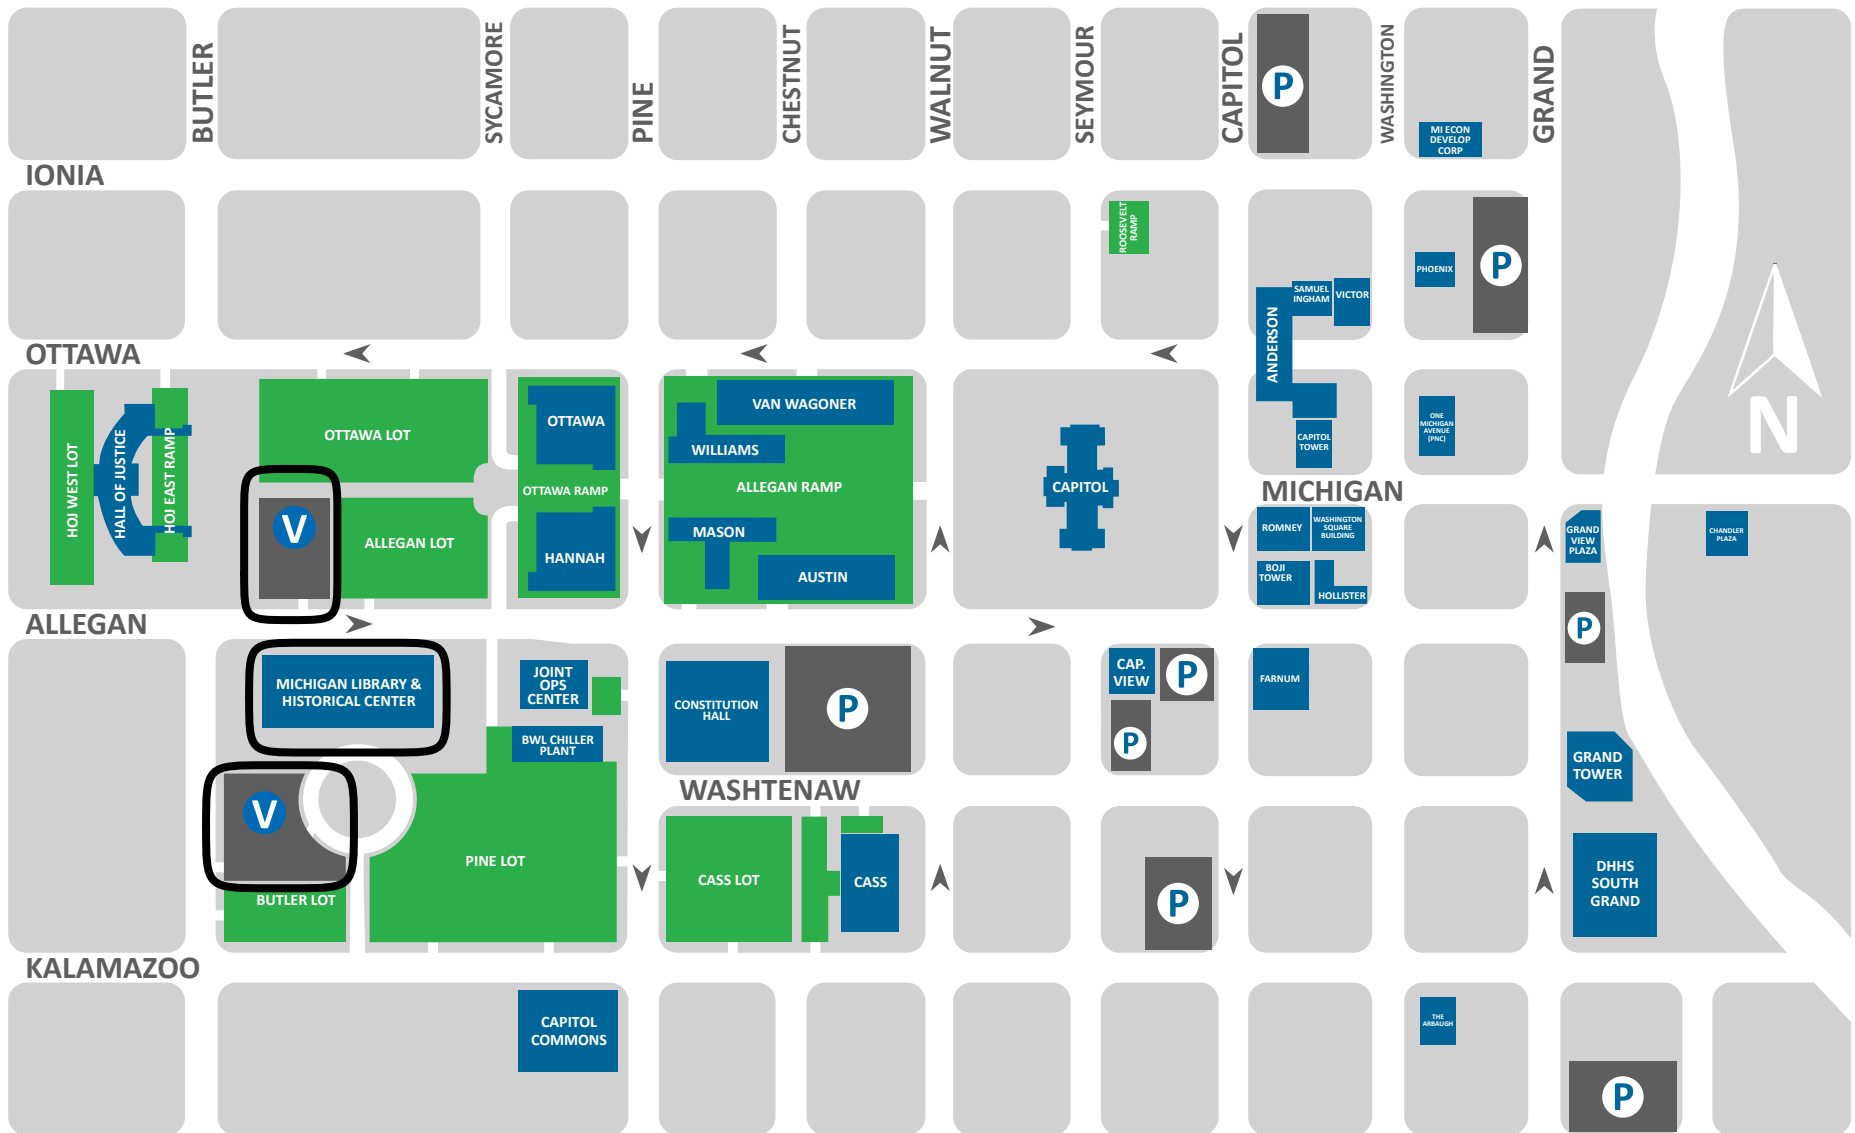 BUTLER
SYCAMORE
PINE
CHESTNUT
WALNUT
SEYMOUR
CAPITOL
WASHINGTON
GRAND
P
MI ECON
DEVELOP
CORP
IONIA
ROOSEVELT
RAMP
PHOENIX
P
SAMUEL
INGHAM
VICTOR
ANDERSON
OTTAWA
HOJ WEST LOT
HALL OF JUSTICE
HOJ EAST RAMP
OTTAWA LOT
OTTAWA
VAN WAGONER
WILLIAMS
CAPITOL
TOWER
ONE
MICHIGAN
AVENUE
(PNC)
N
OTTAWA RAMP
ALLEGAN RAMP
CAPITOL
MICHIGAN
V
ALLEGAN LOT
HANNAH
MASON
AUSTIN
ROMNEY
WASHINGTON
SQUARE
BUILDING
BOJI
TOWER
HOLLISTER
GRAND
VIEW
PLAZA
CHANDLER
PLAZA
ALLEGAN
P
MICHIGAN LIBRARY &
HISTORICAL CENTER
JOINT
OPS
CENTER
CONSTITUTION
HALL
P
CAP.
VIEW
P
P
FARNUM
BWL CHILLER
PLANT
GRAND
TOWER
WASHTENAW
V
PINE LOT
BUTLER LOT
CASS LOT
CASS
P
DHHS
SOUTH
GRAND
KALAMAZOO
CAPITOL
COMMONS
THE
ARBAUGH
P